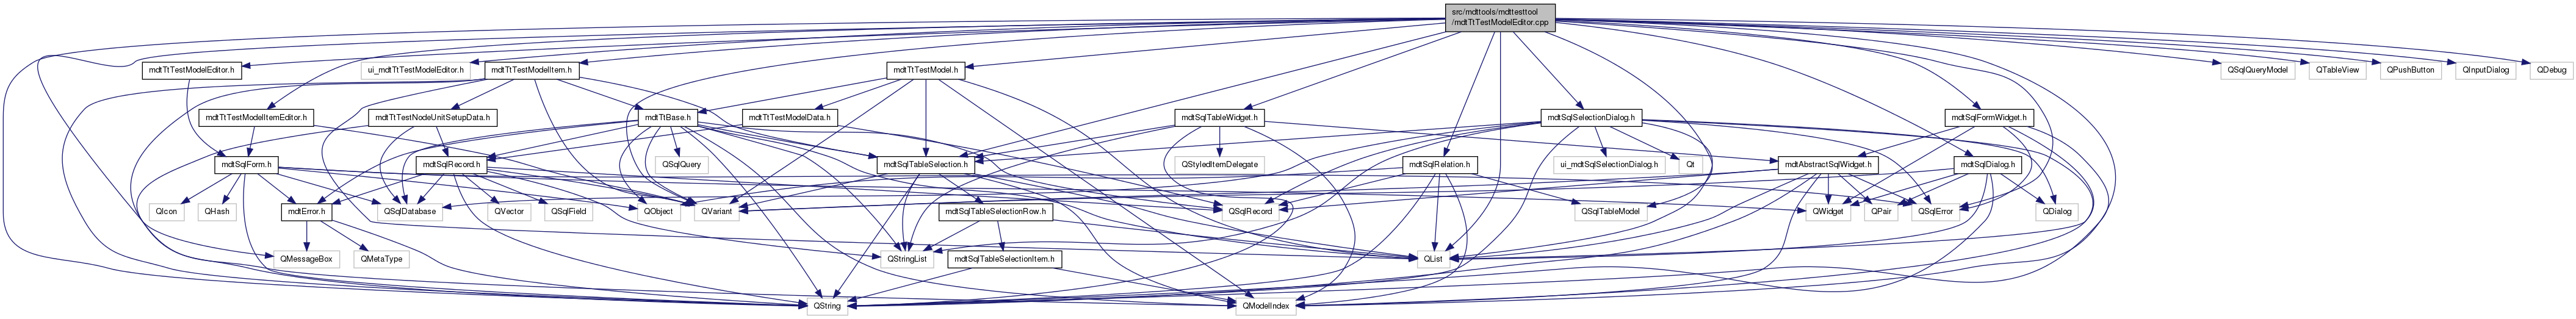 src/mdttools/mdttesttool
/mdtTtTestModelEditor.cpp
mdtTtTestModelEditor.h
ui_mdtTtTestModelEditor.h
mdtTtTestModelItem.h
mdtTtTestModel.h
QSqlQueryModel
QTableView
QPushButton
QInputDialog
QDebug
mdtTtTestModelItemEditor.h
mdtTtTestNodeUnitSetupData.h
mdtTtBase.h
mdtTtTestModelData.h
mdtSqlTableWidget.h
mdtSqlSelectionDialog.h
mdtSqlFormWidget.h
mdtSqlForm.h
mdtSqlRecord.h
QSqlQuery
mdtSqlTableSelection.h
QStyledItemDelegate
mdtSqlRelation.h
ui_mdtSqlSelectionDialog.h
Qt
mdtAbstractSqlWidget.h
mdtSqlDialog.h
QIcon
QHash
mdtError.h
QSqlDatabase
QVector
QSqlField
QObject
QVariant
mdtSqlTableSelectionRow.h
QSqlRecord
QSqlTableModel
QWidget
QPair
QSqlError
QDialog
QMessageBox
QMetaType
QStringList
mdtSqlTableSelectionItem.h
QList
QString
QModelIndex